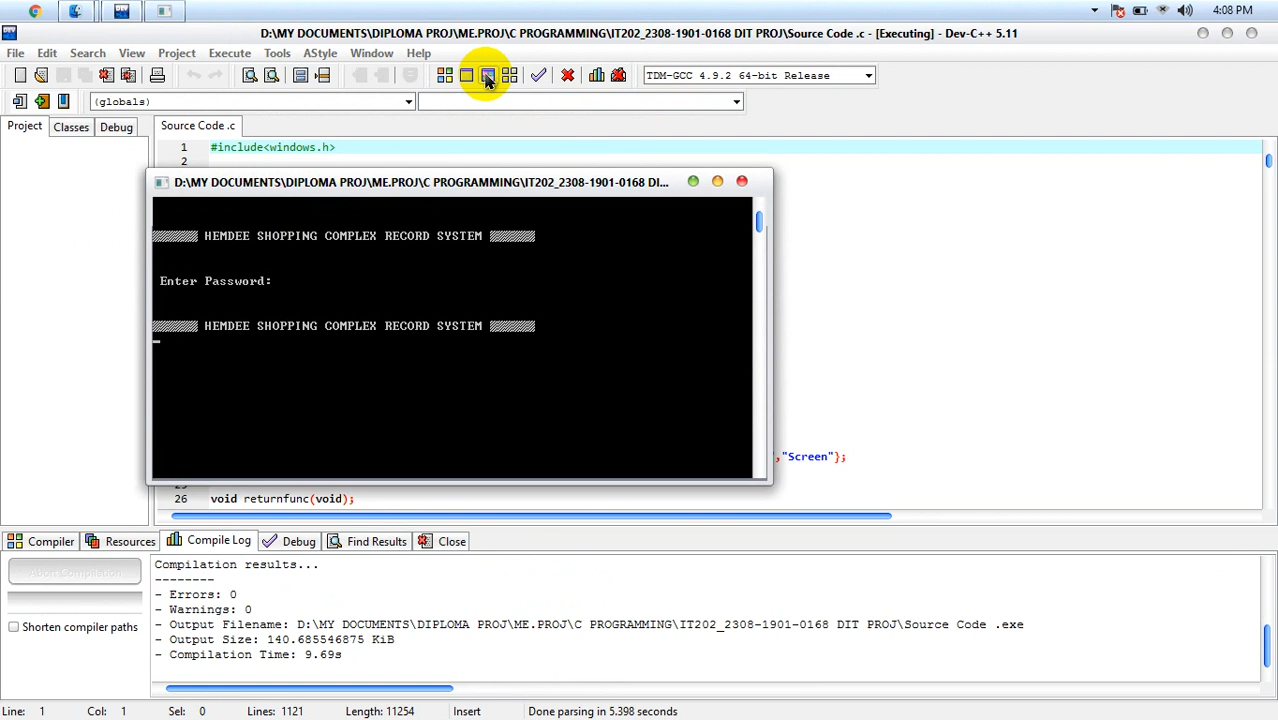 4:08 PM
D:\MY DOCUMENTS\DIPLOMA PROJ\ME.PROJ\C PROGRAMMING\IT202_2308-1901-0168 DIT PROJ\Source Code .c - [Executing] - Dev-C++ 5.11
File Edit Search View Project Execute Tools AStyle Window Help
TDM-GCC 4.9.2 64-bit Release
(globals)
Project Classes Debug Source Code .c
1 #include<windows.h>
2
D:\MY DOCUMENTS\DIPLOMA PROJ\ME.PROJ\C PROGRAMMING\IT202_2308-1901-0168 DI...
HEMDEE SHOPPING COMPLEX RECORD SYSTEM
Enter Password:
HEMDEE SHOPPING COMPLEX RECORD SYSTEM
,"Screen"};
26 void returnfunc(void);
Compiler Resources Compile Log Debug Find Results Close
Compilation results...
--------
- Errors: 0
- Warnings: 0
Shorten compiler paths
- Output Filename: D:\MY DOCUMENTS\DIPLOMA PROJ\ME.PROJ\C PROGRAMMING\IT202_2308-1901-0168 DIT PROJ\Source Code .exe
- Output Size: 140.685546875 KiB
- Compilation Time: 9.69s
Line: 1 Col: 1 Sel: 0 Lines: 1121 Length: 11254 Insert Done parsing in 5.398 seconds